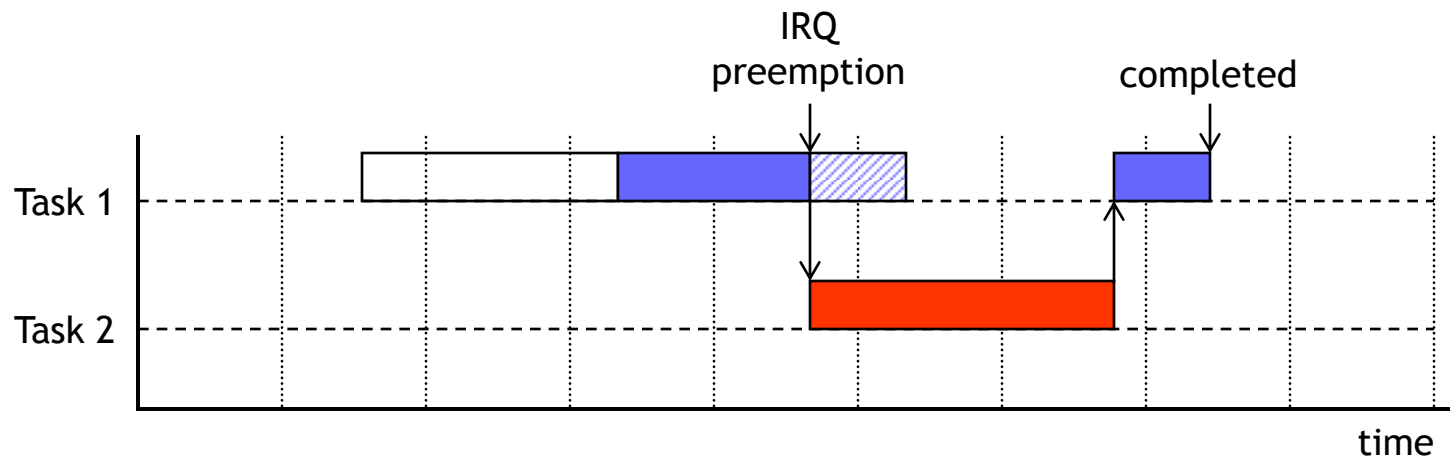 IRQ
preemption
completed
Task 1
Task 2
time